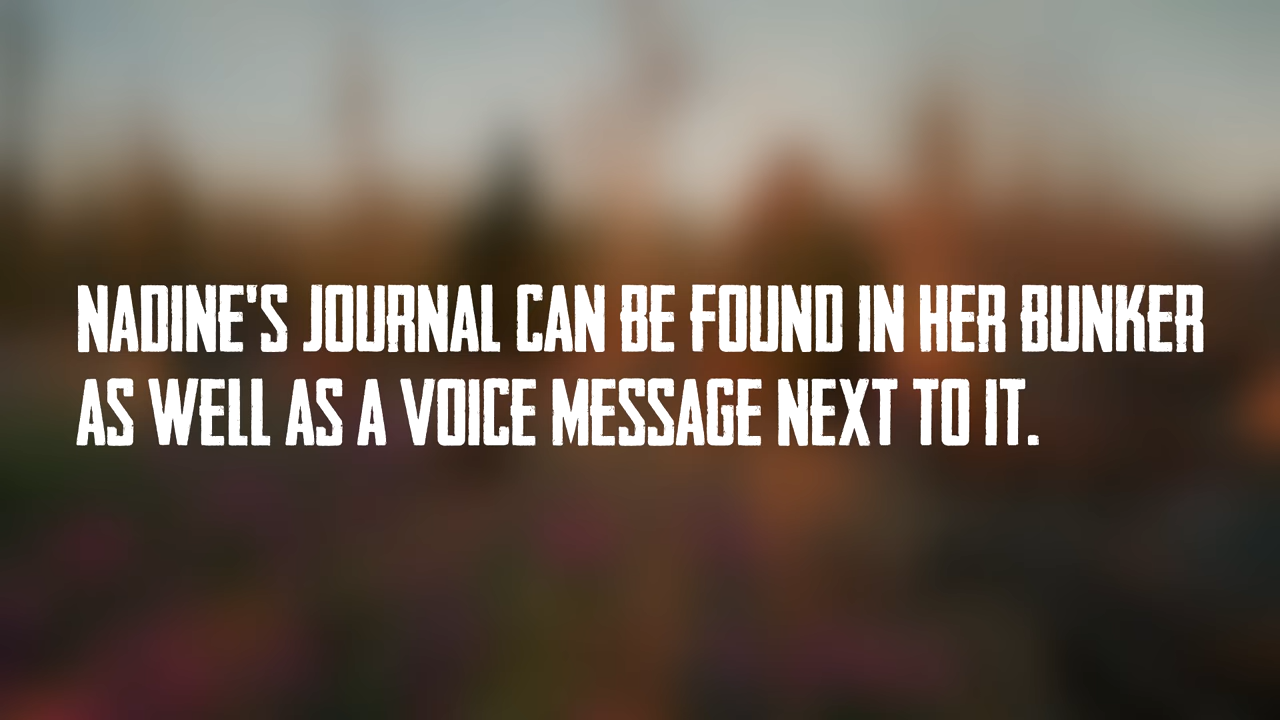 NADINE'S JOURNAL CAN BE FOUND IN HER BUNKER
AS WELL AS A VOICE MESSAGE NEXT TO IT.